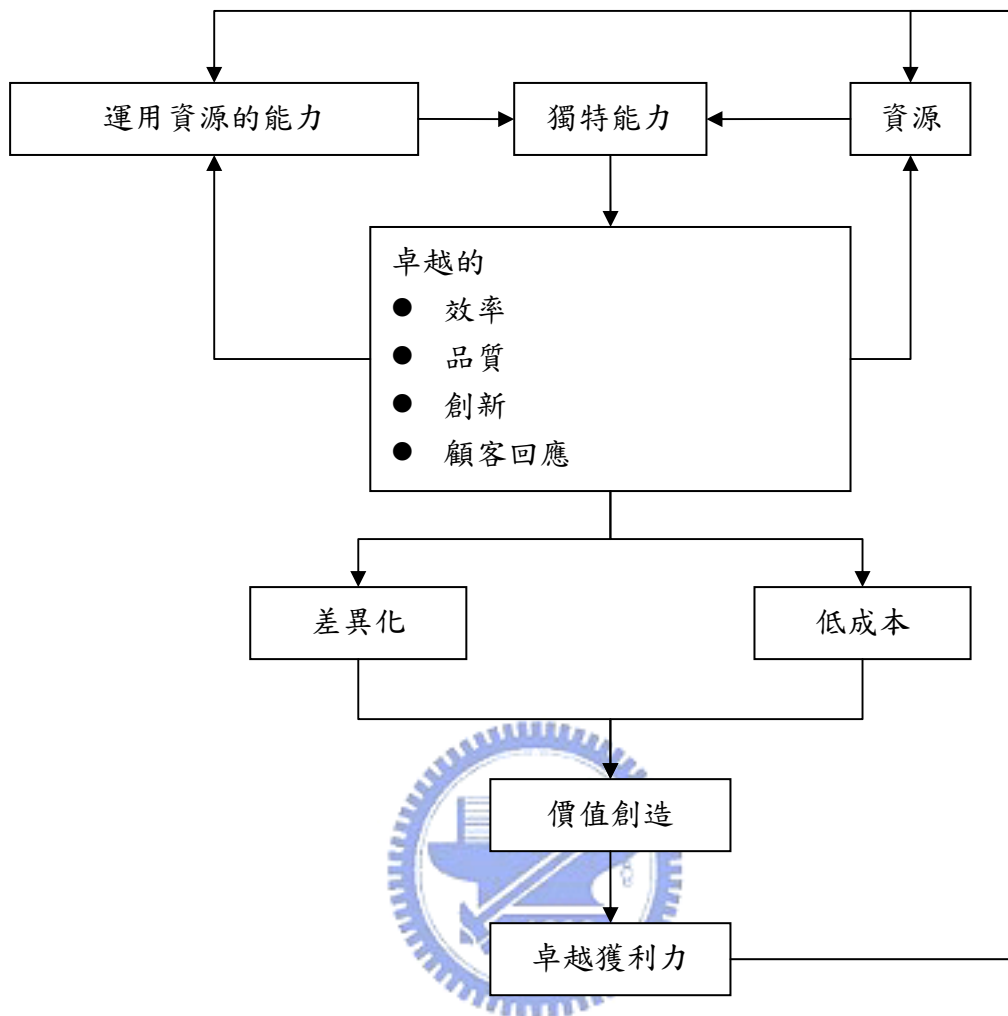 運用資源的能力
獨特能力
資源
卓越的
● 效率
● 品質
● 創新
● 顧客回應
差異化
低成本
價值創造
卓越獲利力